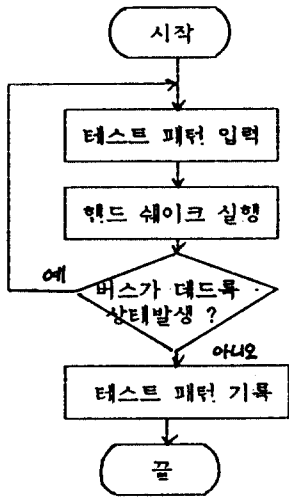 시작
테스트 패턴 입력
핸드 쉐이크 실행
예
버스가 데드록
상태발생 ?
아니오
테스트 패턴 기록
끝